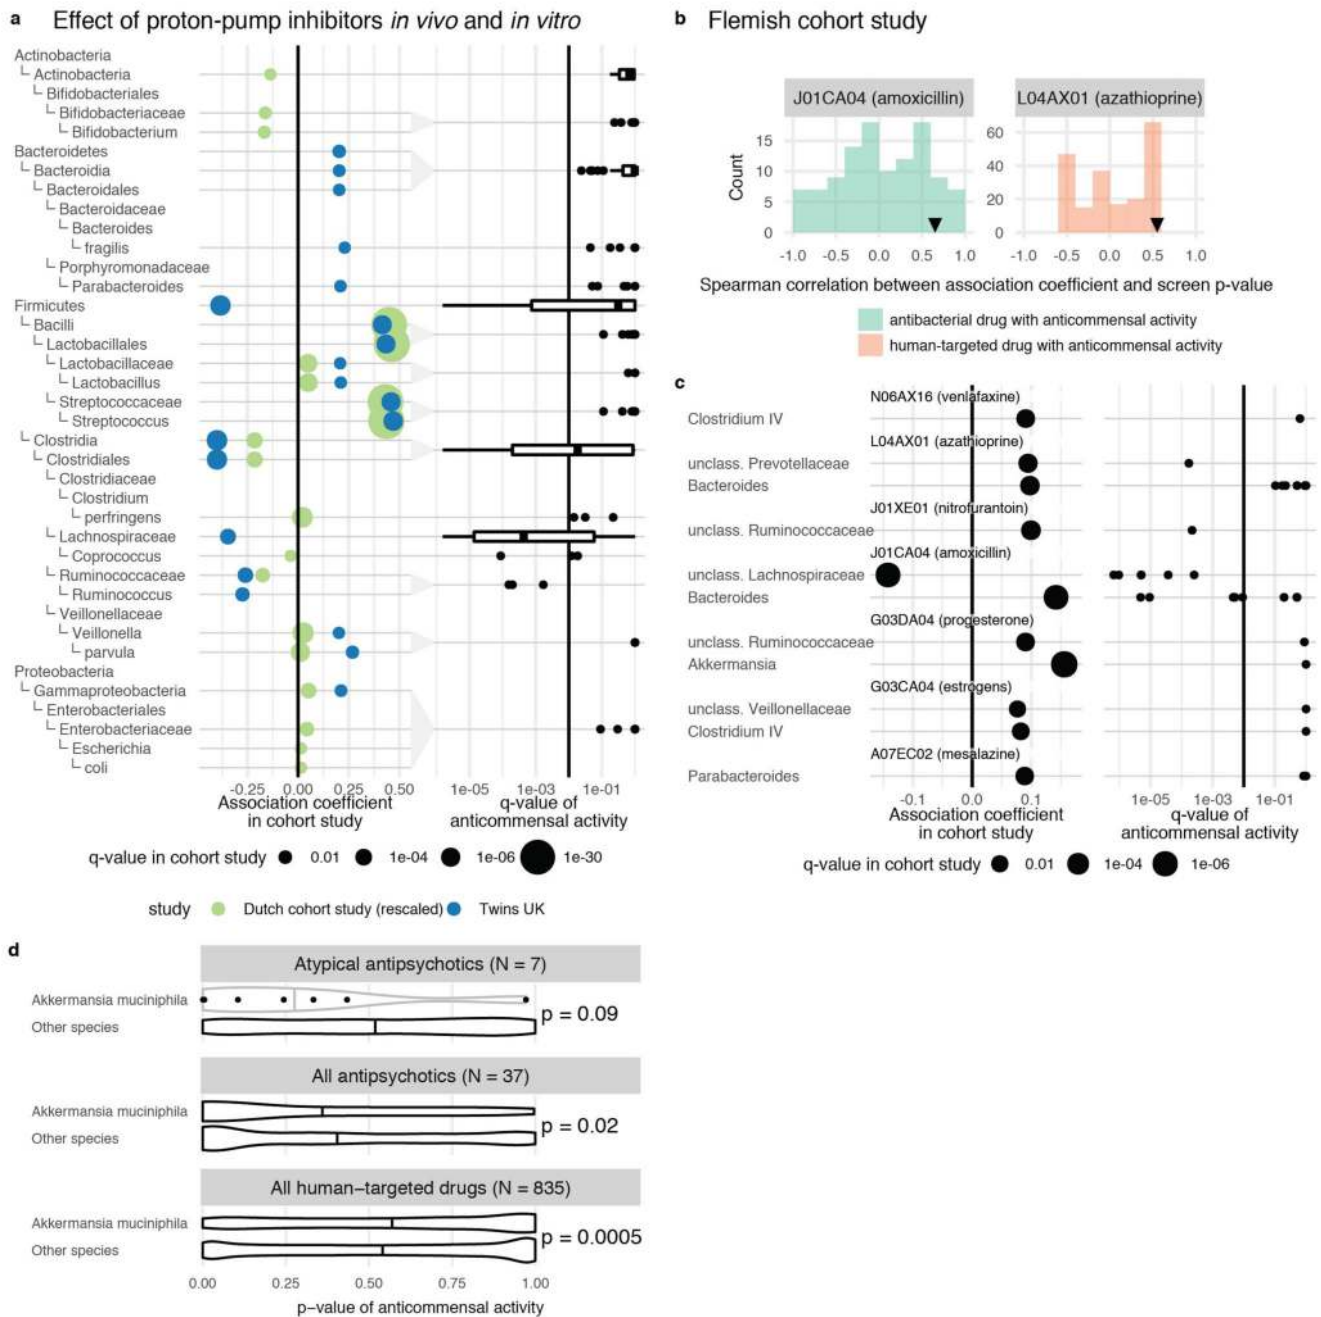 a Effect of proton-pump inhibitors in vivo and in vitro
Actinobacteria
└ Actinobacteria
└ Bifidobacteriales
└ Bifidobacteriaceae
└ Bifidobacterium
Bacteroidetes
└ Bacteroidia
└ Bacteroidales
└ Bacteroidaceae
└ Bacteroides
└ fragilis
└ Porphyromonadaceae
└ Parabacteroides
Firmicutes
└ Bacilli
└ Lactobacillales
└ Lactobacillaceae
└ Lactobacillus
└ Streptococcaceae
└ Streptococcus
└ Clostridia
└ Clostridiales
└ Clostridiaceae
└ Clostridium
└ perfringens
└ Lachnospiraceae
└ Coprococcus
└ Ruminococcaceae
└ Ruminococcus
└ Veillonellaceae
└ Veillonella
└ parvula
Proteobacteria
└ Gammaproteobacteria
└ Enterobacteriales
└ Enterobacteriaceae
└ Escherichia
└ coli
-0.25 0.00 0.25 0.50 1e-05 1e-03 1e-01
Association coefficient
in cohort study
q-value of
anticommensal activity
q-value in cohort study 0.01 1e-04 1e-06 1e-30
study Dutch cohort study (rescaled) Twins UK
b Flemish cohort study
J01CA04 (amoxicillin) L04AX01 (azathioprine)
Count
15
10
5
0
60
40
20
0
-1.0 -0.5 0.0 0.5 1.0 -1.0 -0.5 0.0 0.5 1.0
Spearman correlation between association coefficient and screen p-value
antibacterial drug with anticommensal activity
human-targeted drug with anticommensal activity
c
N06AX16 (venlafaxine)
Clostridium IV
L04AX01 (azathioprine)
unclass. Prevotellaceae
Bacteroides
J01XE01 (nitrofurantoin)
unclass. Ruminococcaceae
J01CA04 (amoxicillin)
unclass. Lachnospiraceae
Bacteroides
G03DA04 (progesterone)
unclass. Ruminococcaceae
Akkermansia
G03CA04 (estrogens)
unclass. Veillonellaceae
Clostridium IV
A07EC02 (mesalazine)
Parabacteroides
-0.1 0.0 0.1 1e-05 1e-03 1e-01
Association coefficient
in cohort study
q-value of
anticommensal activity
q-value in cohort study 0.01 1e-04 1e-06
d
Atypical antipsychotics (N = 7)
Akkermansia muciniphila
Other species
p = 0.09
All antipsychotics (N = 37)
Akkermansia muciniphila
Other species
p = 0.02
All human−targeted drugs (N = 835)
Akkermansia muciniphila
Other species
p = 0.0005
0.00 0.25 0.50 0.75 1.00
p−value of anticommensal activity